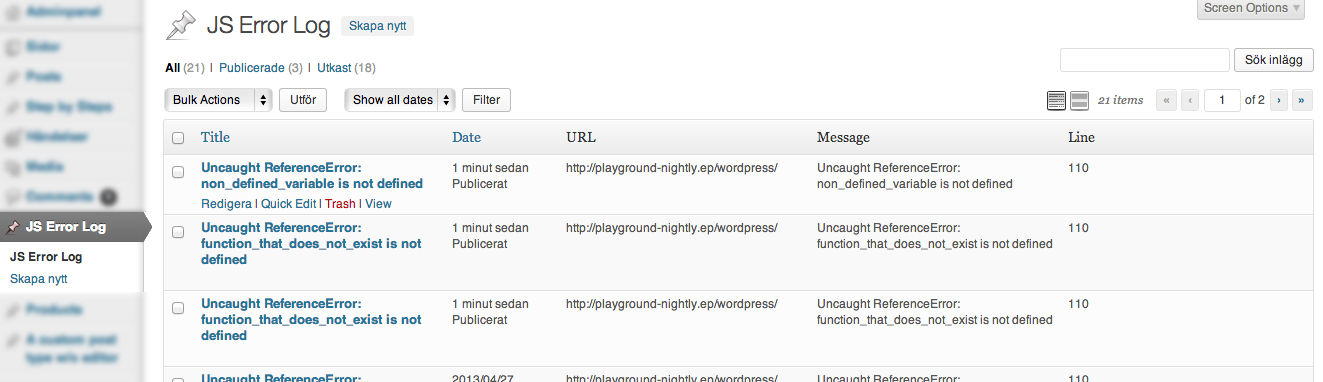 Adminpanel
Sidor
Posts
Step by Steps
Händelser
Media
Comments
JS Error Log
JS Error Log
Skapa nytt
Products
A custom post
type w/o editor
Screen Options
JS Error Log Skapa nytt
All (21) | Publicerade (3) | Utkast (18)
Sök inlägg
Bulk Actions Utför Show all dates Filter 21 items « ‹ 1 of 2 › »
Title Date URL Message Line
Uncaught ReferenceError: 1 minut sedan http://playground-nightly.ep/wordpress/ Uncaught ReferenceError: 110
non_defined_variable is not defined Publicerat non_defined_variable is not defined
Redigera | Quick Edit | Trash | View
Uncaught ReferenceError: 1 minut sedan http://playground-nightly.ep/wordpress/ Uncaught ReferenceError: 110
function_that_does_not_exist is not Publicerat function_that_does_not_exist is not defined
defined
Uncaught ReferenceError: 1 minut sedan http://playground-nightly.ep/wordpress/ Uncaught ReferenceError: 110
function_that_does_not_exist is not Publicerat function_that_does_not_exist is not defined
defined
Uncaught ReferenceError: 2013/04/27 http://playground-nightly.ep/wordpress/ Uncaught ReferenceError: 110